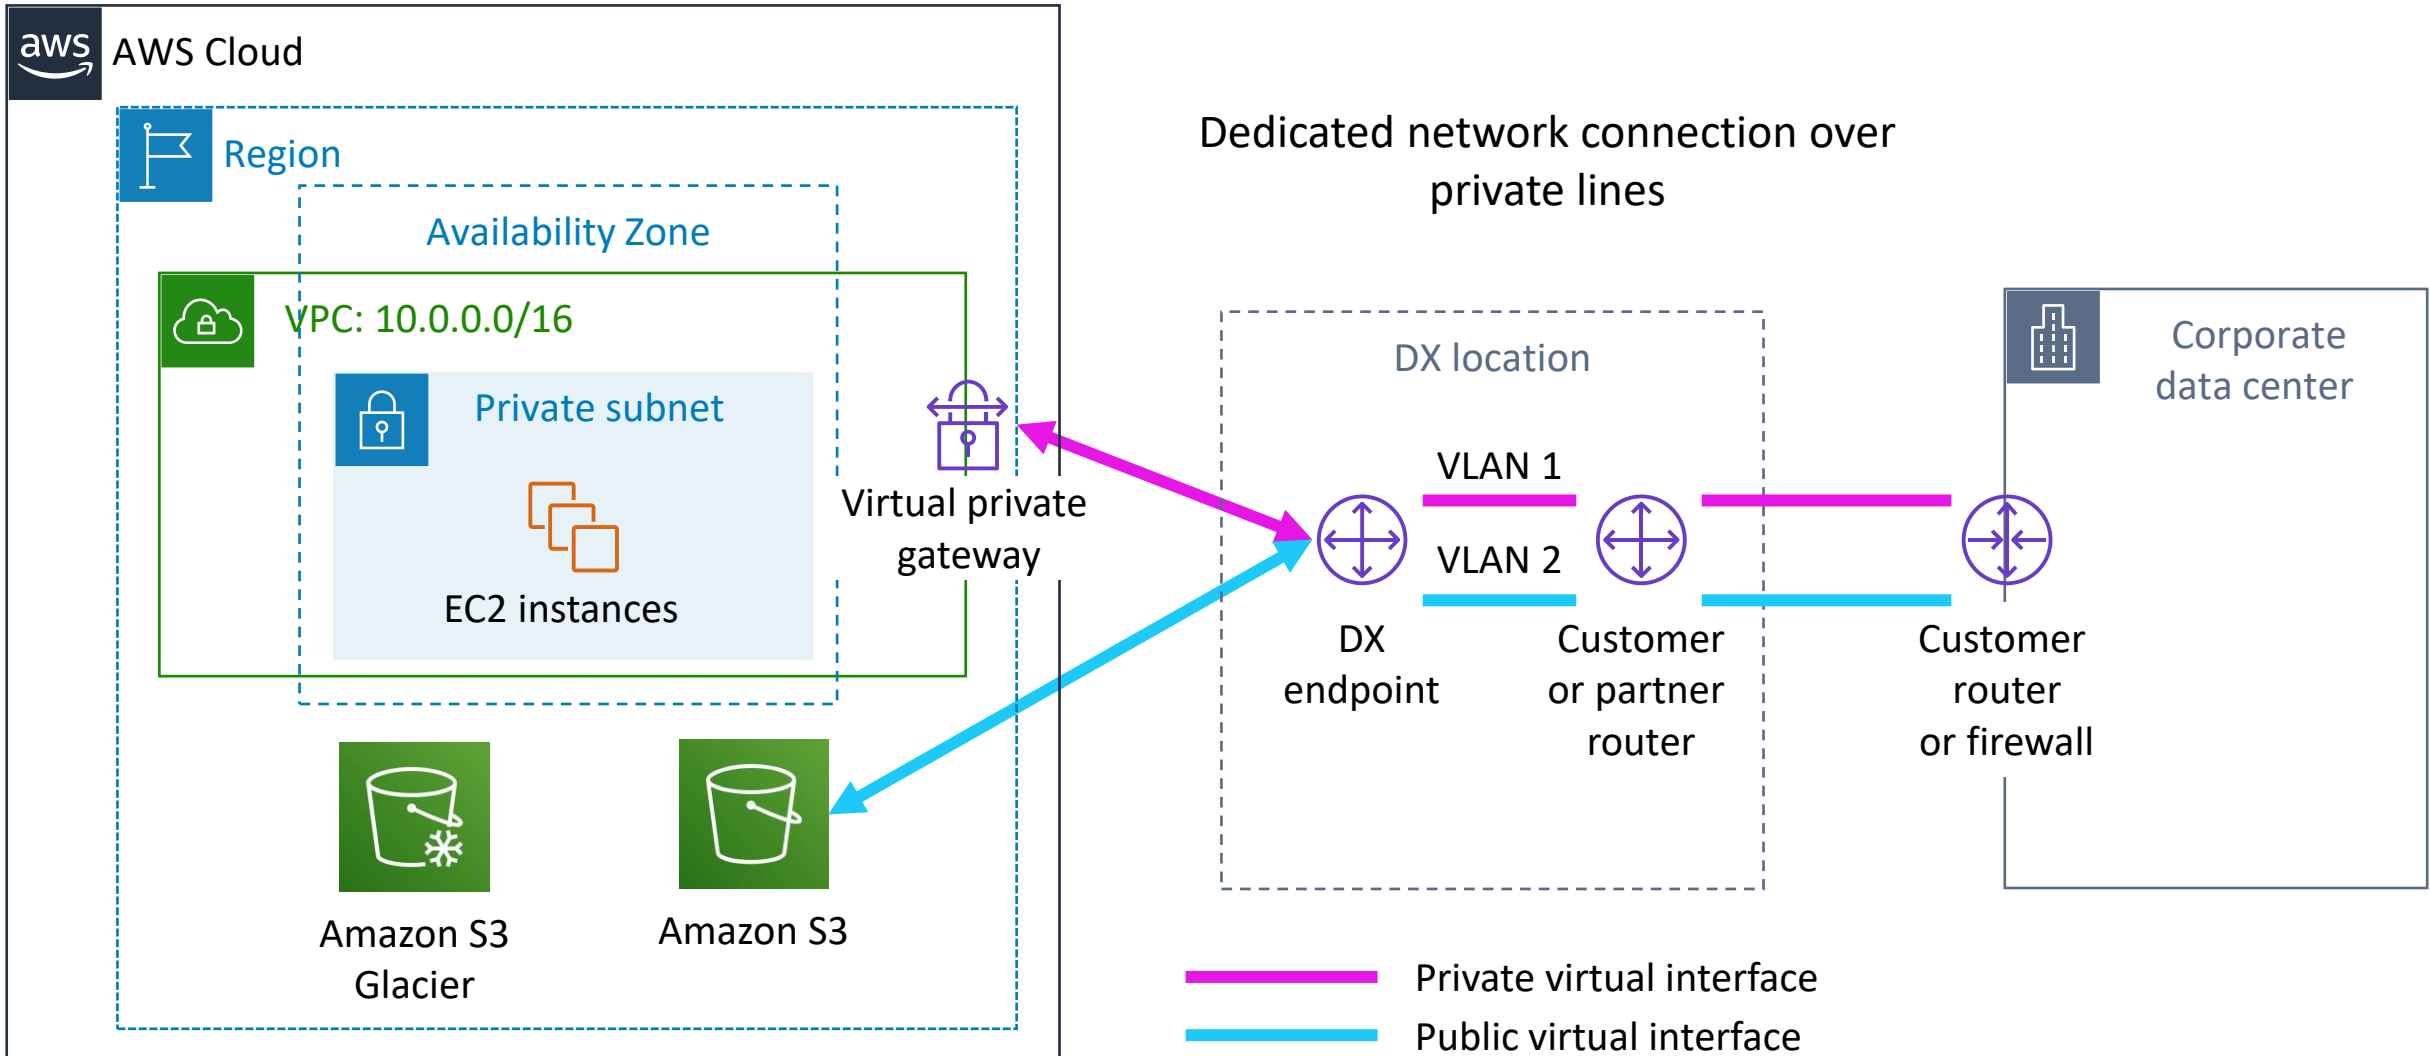 aws
AWS Cloud
Region
Availability Zone
VPC: 10.0.0.0/16
Private subnet
EC2 instances
Virtual private
gateway
Amazon S3
Glacier
Amazon S3
Dedicated network connection over
private lines
DX location
VLAN 1
VLAN 2
DX
endpoint
Customer
or partner
router
Corporate
data center
Customer
router
or firewall
Private virtual interface
Public virtual interface